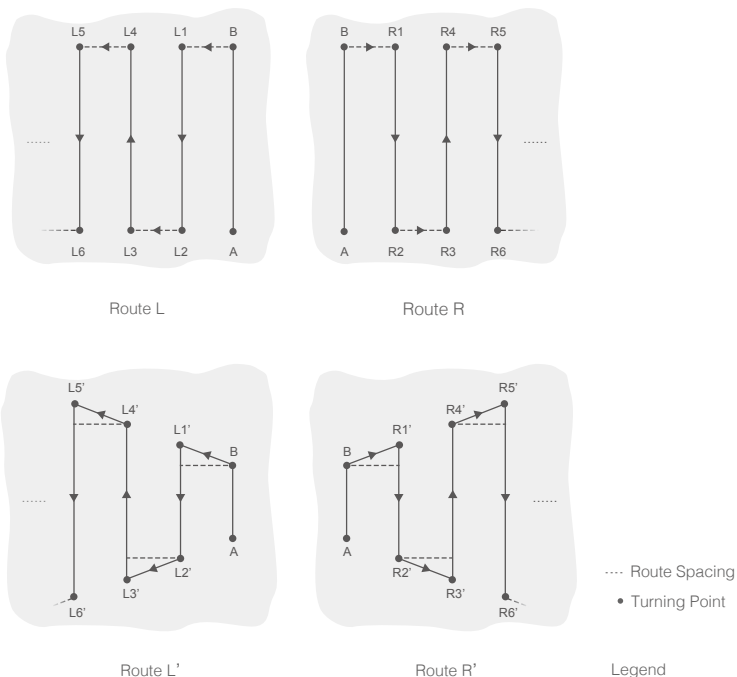 L5 L4 L1 B
B R1 R4 R5
......
......
L6 L3 L2 A
A R2 R3 R6
Route L
Route R
L5’
L4’
L1’
B
......
A
L2’
L3’
L6’
R5’
R4’
R1’
B
......
A
R2’
R3’
R6’
---- Route Spacing
• Turning Point
Route L’
Route R’
Legend